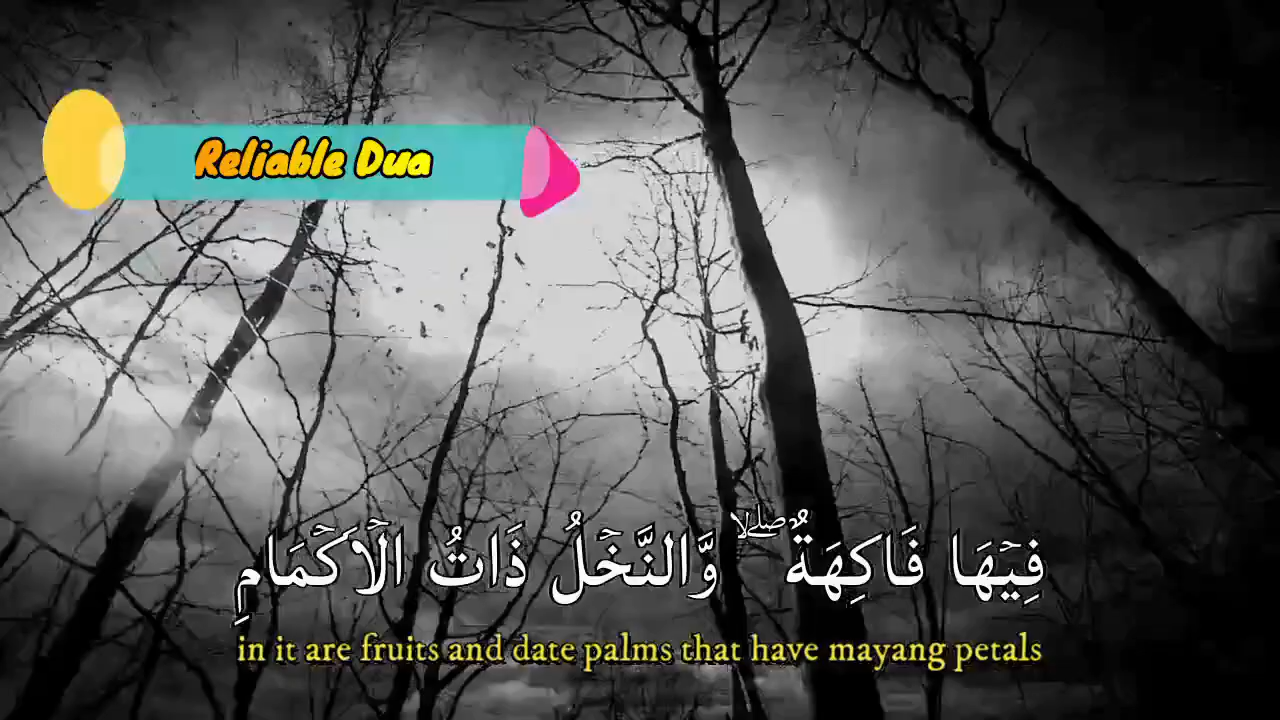 Reliable Dua
فِيْهَا فَاكِهَةٌ ۖوَّالنَّخْلُ ذَاتُ الْاَكْمَامِ
in it are fruits and date palms that have mayang petals